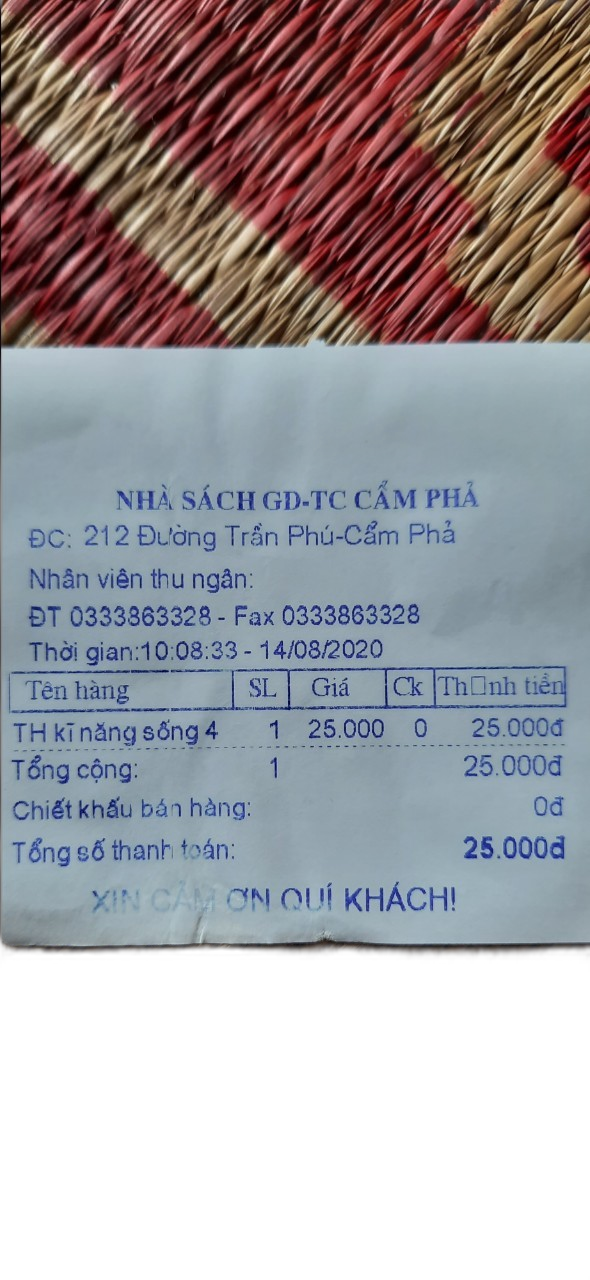 NHÀ SÁCH GD-TC CẨM PHẢ
ĐC: 212 Đường Trần Phú-Cẩm Phả
Nhân viên thu ngân:
ĐT 0333863328 - Fax 0333863328
Thời gian:10:08:33 - 14/08/2020
Tên hàng SL Giá Ck Th□nh tiền
TH kĩ năng sống 4 1 25.000 0 25.000đ
Tổng cộng: 1 25.000đ
Chiết khấu bán hàng: 0đ
Tổng số thanh toán: 25.000đ
XIN CẢM ƠN QUÍ KHÁCH!